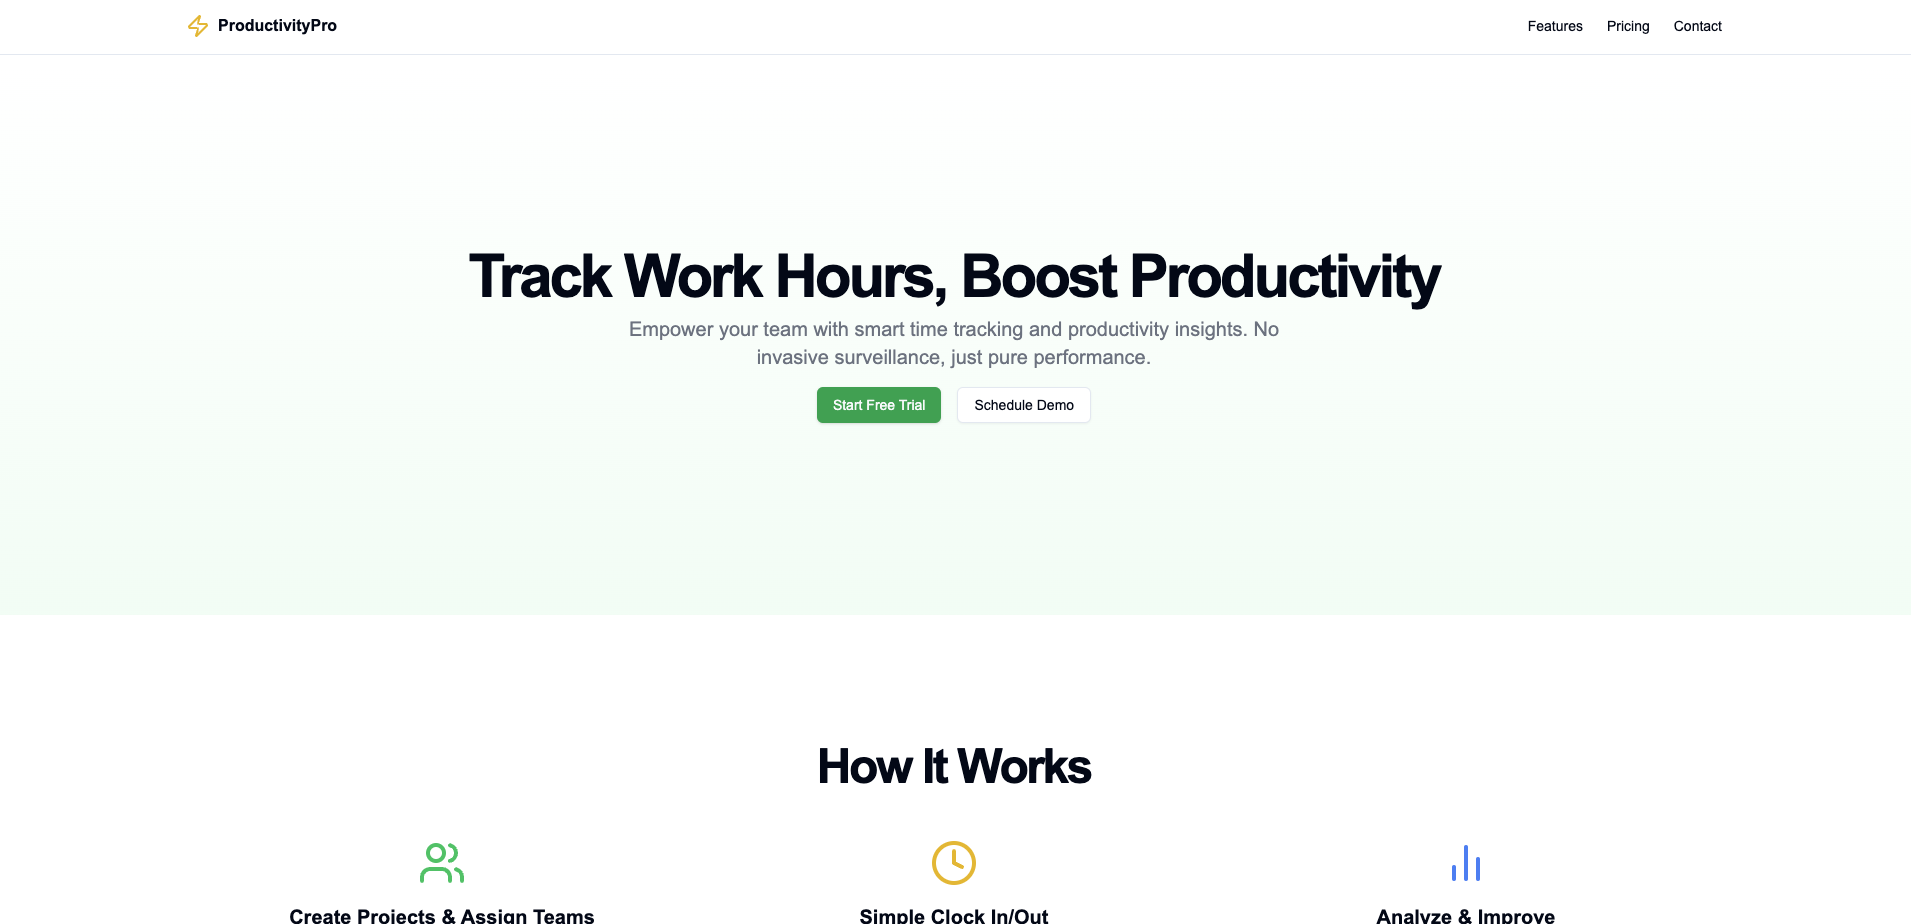 ProductivityPro
Features
Pricing
Contact
Track Work Hours, Boost Productivity
Empower your team with smart time tracking and productivity insights. No
invasive surveillance, just pure performance.
Start Free Trial
Schedule Demo
How It Works
Create Projects & Assign Teams
Simple Clock In/Out
Analyze & Improve